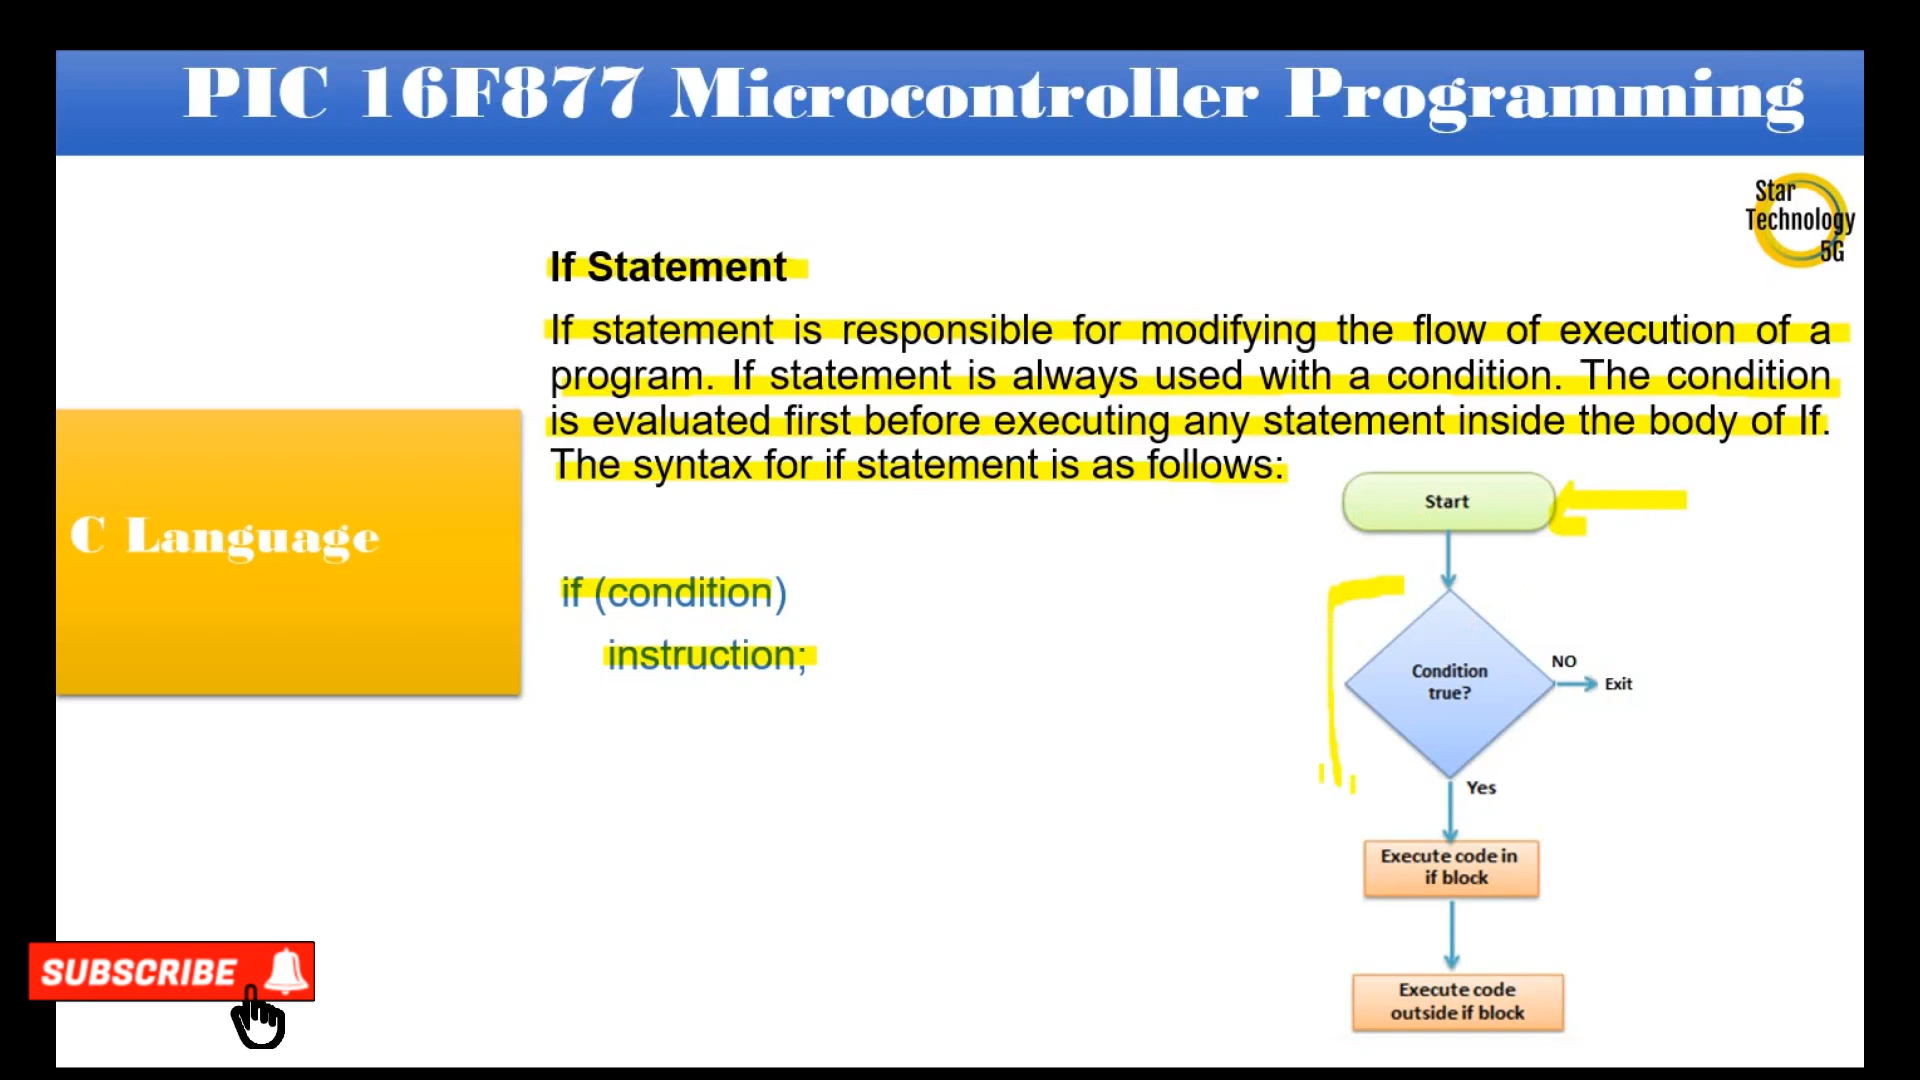 PIC 16F877 Microcontroller Programming
Star
Technology
5G
If Statement
If statement is responsible for modifying the flow of execution of a
program. If statement is always used with a condition. The condition
is evaluated first before executing any statement inside the body of If.
The syntax for if statement is as follows:
C Language
if (condition)
instruction;
Start
Condition
true?
NO
Exit
Yes
Execute code in
if block
Execute code
outside if block
SUBSCRIBE